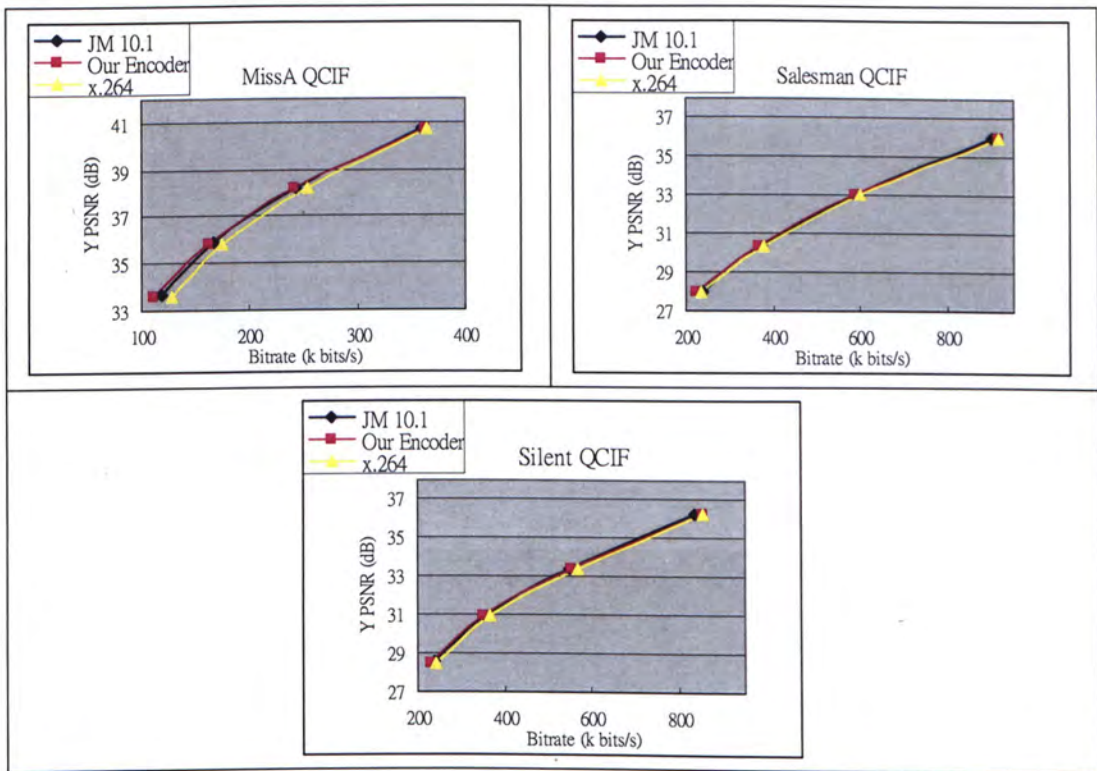 JM 10.1
Our Encoder
x.264
MissA QCIF
Y PSNR (dB)
41
39
37
35
33
100
200
300
400
Bitrate (k bits/s)
JM 10.1
Our Encoder
x.264
Salesman QCIF
Y PSNR (dB)
37
35
33
31
29
27
200
400
600
800
Bitrate (k bits/s)
JM 10.1
Our Encoder
x.264
Silent QCIF
Y PSNR (dB)
37
35
33
31
29
27
200
400
600
800
Bitrate (k bits/s)